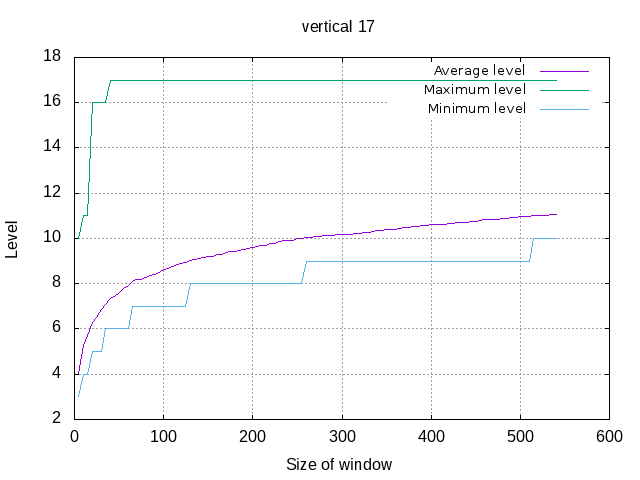 vertical 17
18
16
14
12
10
8
6
4
2
0 100 200 300 400 500 600
Level
Size of window
Average level
Maximum level
Minimum level